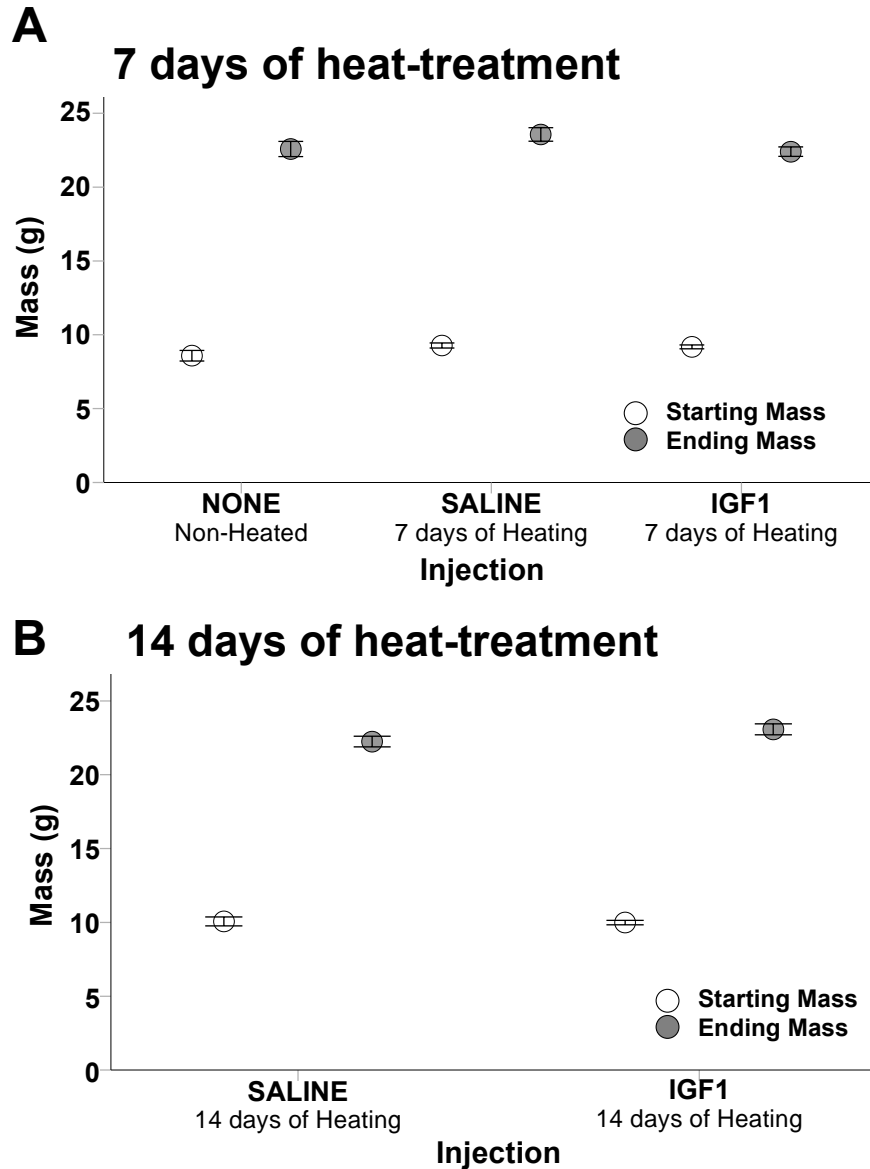 A
7 days of heat-treatment
25
20
15
10
5
0
Mass (g)
Starting Mass
Ending Mass
NONE
Non-Heated
SALINE
7 days of Heating
IGF1
7 days of Heating
Injection
B
14 days of heat-treatment
25
20
15
10
5
0
Mass (g)
Starting Mass
Ending Mass
SALINE
14 days of Heating
IGF1
14 days of Heating
Injection